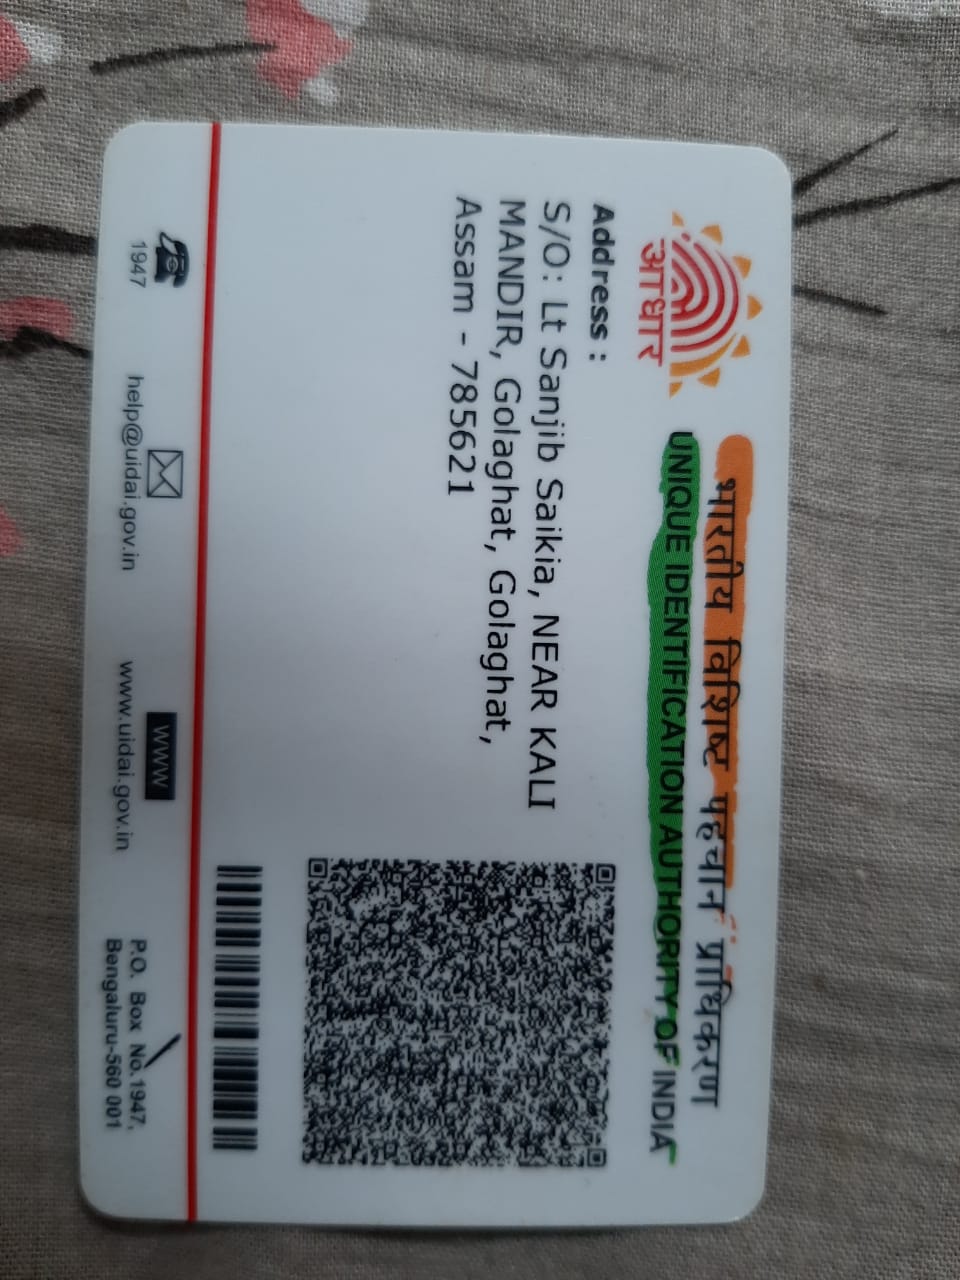 आधार
भारतीय विशिष्ट पहचान प्राधिकरण
UNIQUE IDENTIFICATION AUTHORITY OF INDIA
Address :
S/O: Lt Sanjib Saikia, NEAR KALI
MANDIR, Golaghat, Golaghat,
Assam - 785621
1947
help@uidai.gov.in
www
www.uidai.gov.in
P.O. Box No.1947,
Bengaluru-560 001